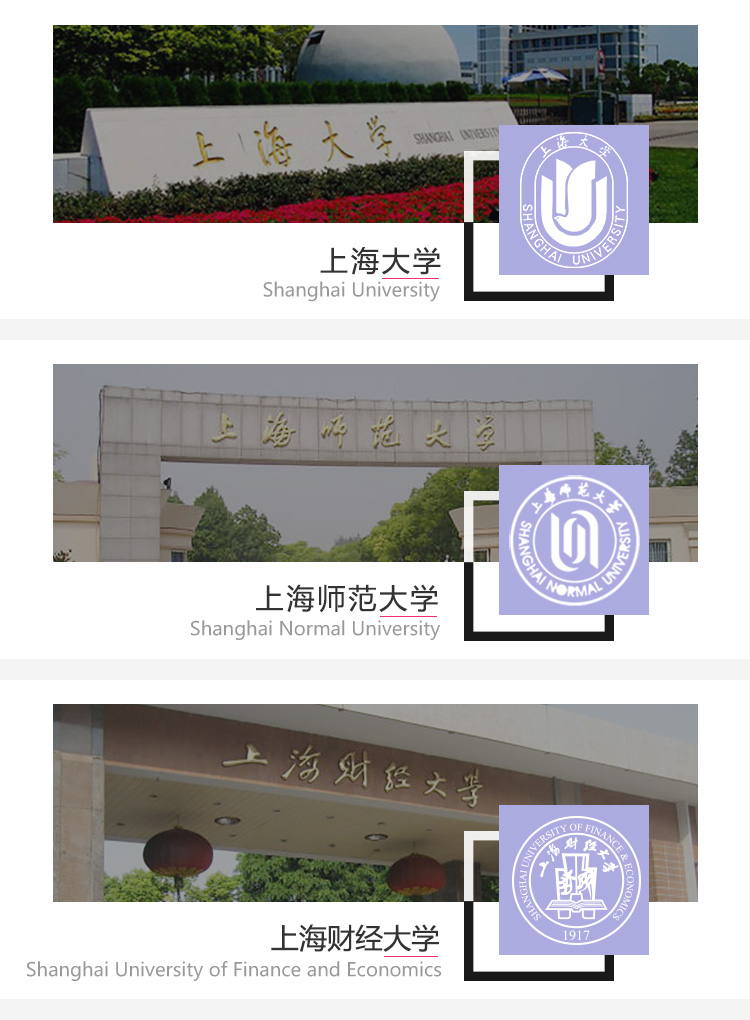 上海大学 SHANGHAI UNIVERSITY
上海大学
SHANGHAI UNIVERSITY
上海大学
Shanghai University
上海师范大学
上海师范大学
SHANGHAI NORMAL UNIVERSITY
上海师范大学
Shanghai Normal University
上海财经大学
SHANGHAI UNIVERSITY OF FINANCE & ECONOMICS
上海财经大学
1917
上海财经大学
Shanghai University of Finance and Economics